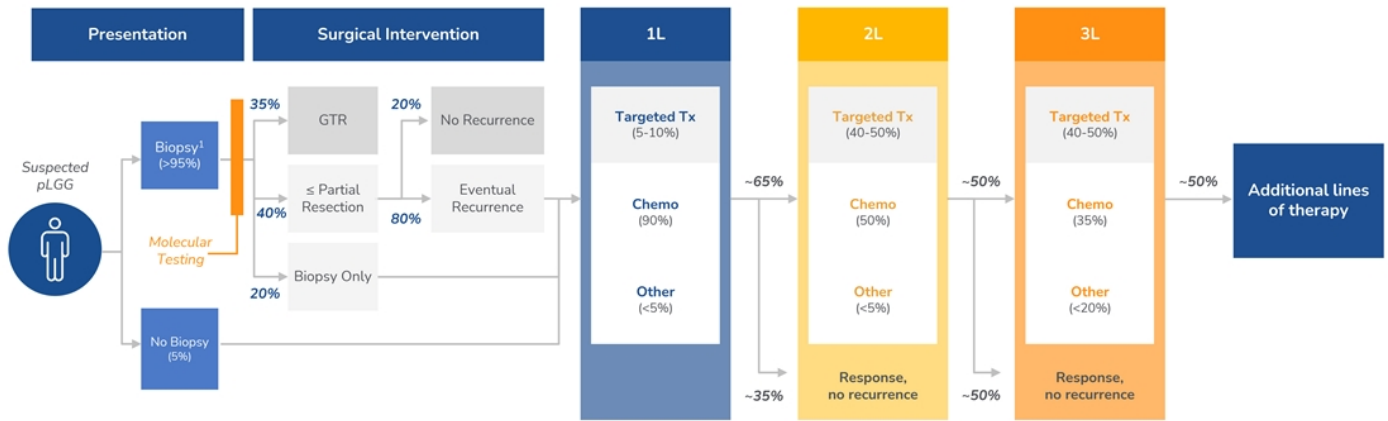 Presentation
Surgical Intervention
1L
2L
3L
Suspected
pLGG
Biopsy¹
(>95%)
Molecular
Testing
No Biopsy
(5%)
35%
GTR
20%
No Recurrence
40%
≤ Partial
Resection
80%
Eventual
Recurrence
20%
Biopsy Only
Targeted Tx
(5-10%)
Chemo
(90%)
Other
(<5%)
~65%
~35%
Targeted Tx
(40-50%)
Chemo
(50%)
Other
(<5%)
Response,
no recurrence
~50%
~50%
Targeted Tx
(40-50%)
Chemo
(35%)
Other
(<20%)
Response,
no recurrence
~50%
Additional lines
of therapy